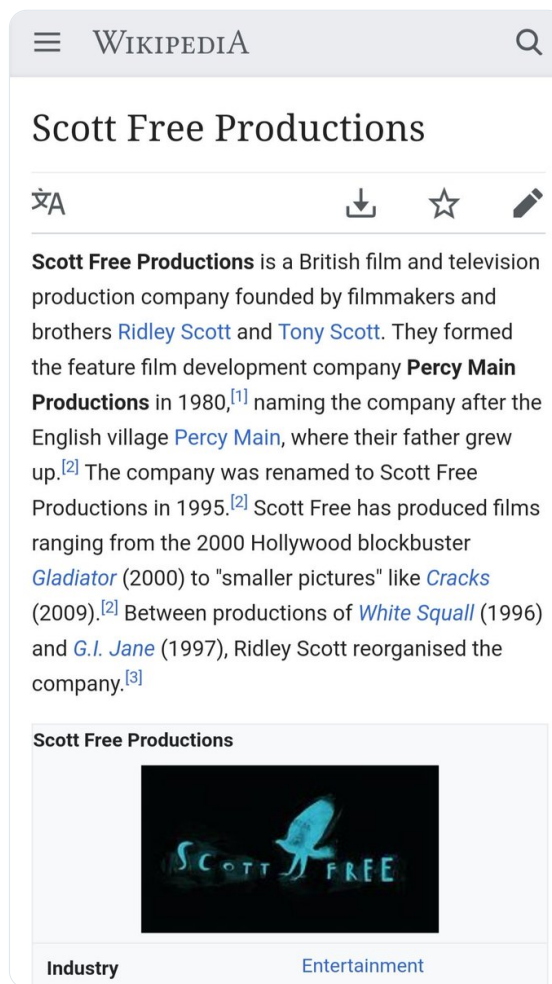 WIKIPEDIA
Scott Free Productions
文A
Scott Free Productions is a British film and television
production company founded by filmmakers and
brothers Ridley Scott and Tony Scott. They formed
the feature film development company Percy Main
Productions in 1980,[1] naming the company after the
English village Percy Main, where their father grew
up.[2] The company was renamed to Scott Free
Productions in 1995.[2] Scott Free has produced films
ranging from the 2000 Hollywood blockbuster
Gladiator (2000) to "smaller pictures" like Cracks
(2009).[2] Between productions of White Squall (1996)
and G.I. Jane (1997), Ridley Scott reorganised the
company.[3]
Scott Free Productions
SCOTT FREE
Industry Entertainment